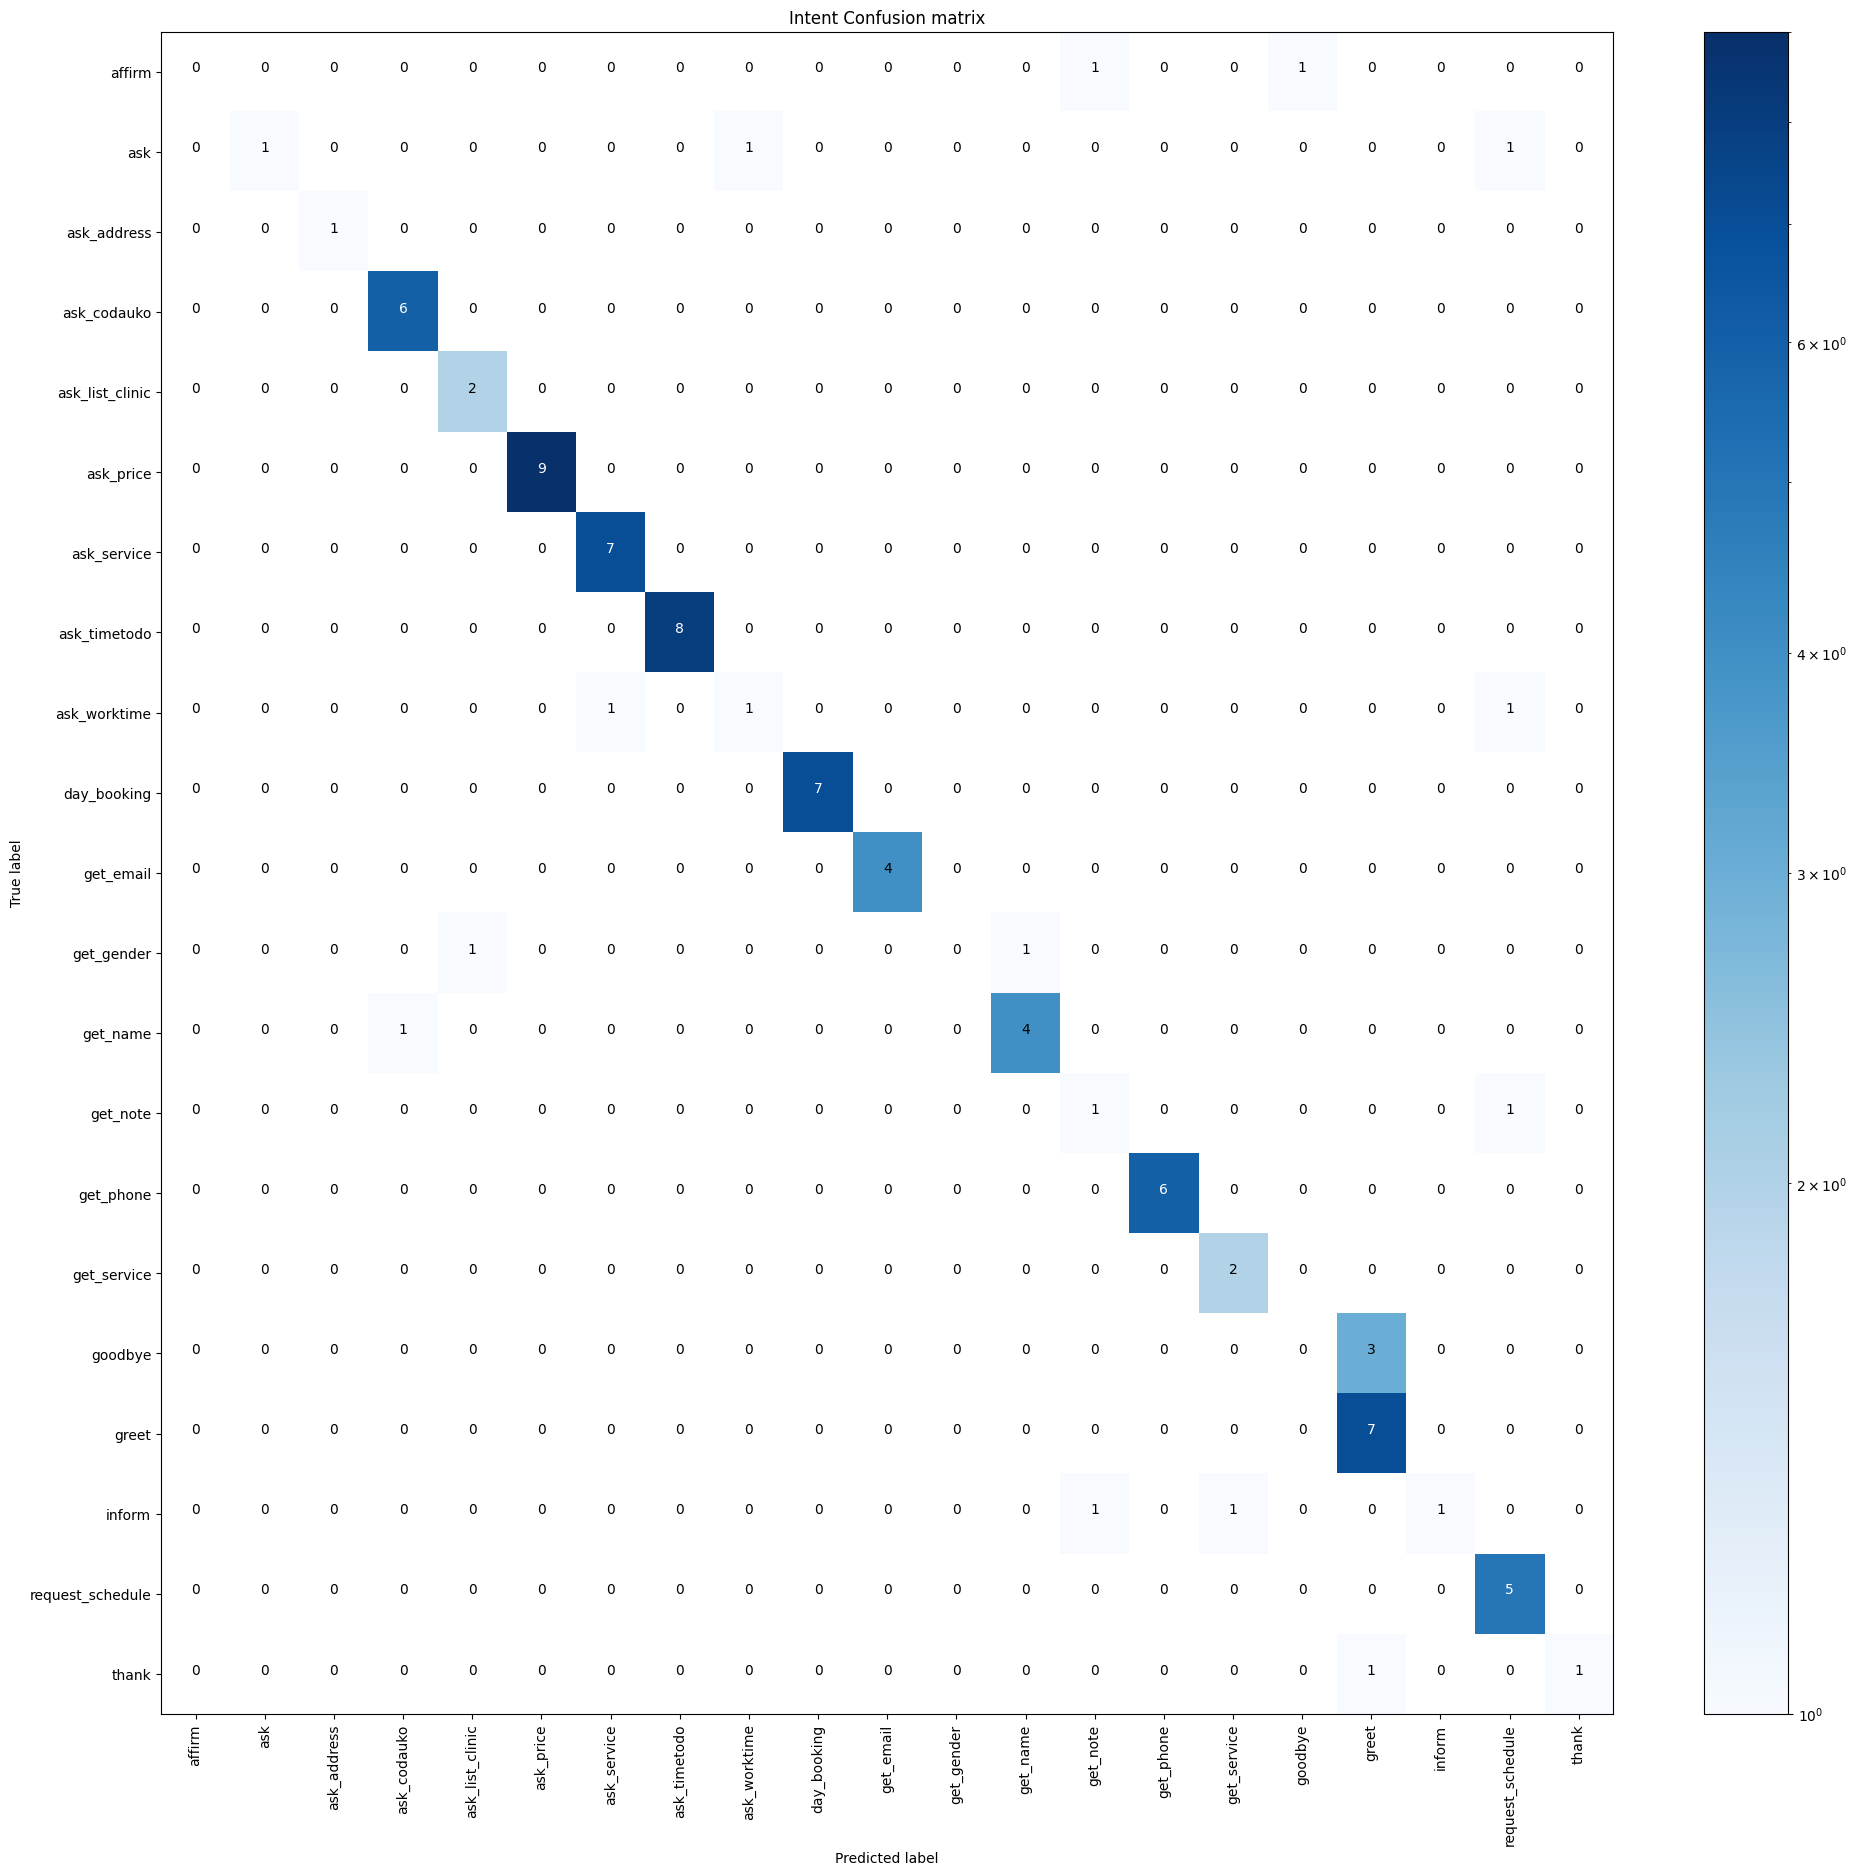 Intent Confusion matrix
affirm 0 0 0 0 0 0 0 0 0 0 0 0 0 1 0 0 1 0 0 0 0
ask 0 1 0 0 0 0 0 0 1 0 0 0 0 0 0 0 0 0 0 1 0
ask_address 0 0 1 0 0 0 0 0 0 0 0 0 0 0 0 0 0 0 0 0 0
ask_codauko 0 0 0 6 0 0 0 0 0 0 0 0 0 0 0 0 0 0 0 0 0
6 × 10⁰
ask_list_clinic 0 0 0 0 2 0 0 0 0 0 0 0 0 0 0 0 0 0 0 0 0
ask_price 0 0 0 0 0 9 0 0 0 0 0 0 0 0 0 0 0 0 0 0 0
ask_service 0 0 0 0 0 0 7 0 0 0 0 0 0 0 0 0 0 0 0 0 0
ask_timetodo 0 0 0 0 0 0 0 8 0 0 0 0 0 0 0 0 0 0 0 0 0
4 × 10⁰
ask_worktime 0 0 0 0 0 0 1 0 1 0 0 0 0 0 0 0 0 0 0 1 0
day_booking 0 0 0 0 0 0 0 0 0 7 0 0 0 0 0 0 0 0 0 0 0
True label
get_email 0 0 0 0 0 0 0 0 0 0 4 0 0 0 0 0 0 0 0 0 0
3 × 10⁰
get_gender 0 0 0 0 1 0 0 0 0 0 0 0 1 0 0 0 0 0 0 0 0
get_name 0 0 0 1 0 0 0 0 0 0 0 0 4 0 0 0 0 0 0 0 0
get_note 0 0 0 0 0 0 0 0 0 0 0 0 0 1 0 0 0 0 0 1 0
get_phone 0 0 0 0 0 0 0 0 0 0 0 0 0 0 6 0 0 0 0 0 0
2 × 10⁰
get_service 0 0 0 0 0 0 0 0 0 0 0 0 0 0 0 2 0 0 0 0 0
goodbye 0 0 0 0 0 0 0 0 0 0 0 0 0 0 0 0 0 3 0 0 0
greet 0 0 0 0 0 0 0 0 0 0 0 0 0 0 0 0 0 7 0 0 0
inform 0 0 0 0 0 0 0 0 0 0 0 0 0 1 0 1 0 0 1 0 0
request_schedule 0 0 0 0 0 0 0 0 0 0 0 0 0 0 0 0 0 0 0 5 0
thank 0 0 0 0 0 0 0 0 0 0 0 0 0 0 0 0 0 1 0 0 1
10⁰
affirm
ask
ask_address
ask_codauko
ask_list_clinic
ask_price
ask_service
ask_timetodo
ask_worktime
day_booking
get_email
get_gender
get_name
get_note
get_phone
get_service
goodbye
greet
inform
request_schedule
thank
Predicted label